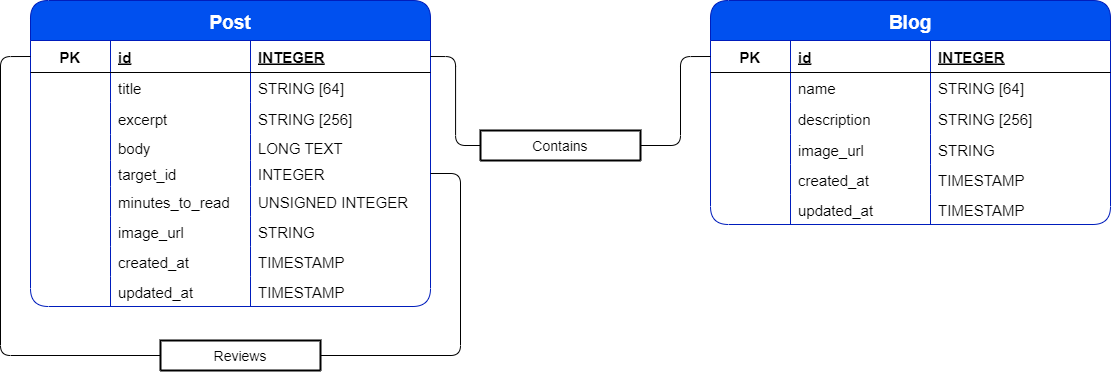 Post
PK id INTEGER
title STRING [64]
excerpt STRING [256]
body LONG TEXT
target_id INTEGER
minutes_to_read UNSIGNED INTEGER
image_url STRING
created_at TIMESTAMP
updated_at TIMESTAMP
Contains
Reviews
Blog
PK id INTEGER
name STRING [64]
description STRING [256]
image_url STRING
created_at TIMESTAMP
updated_at TIMESTAMP